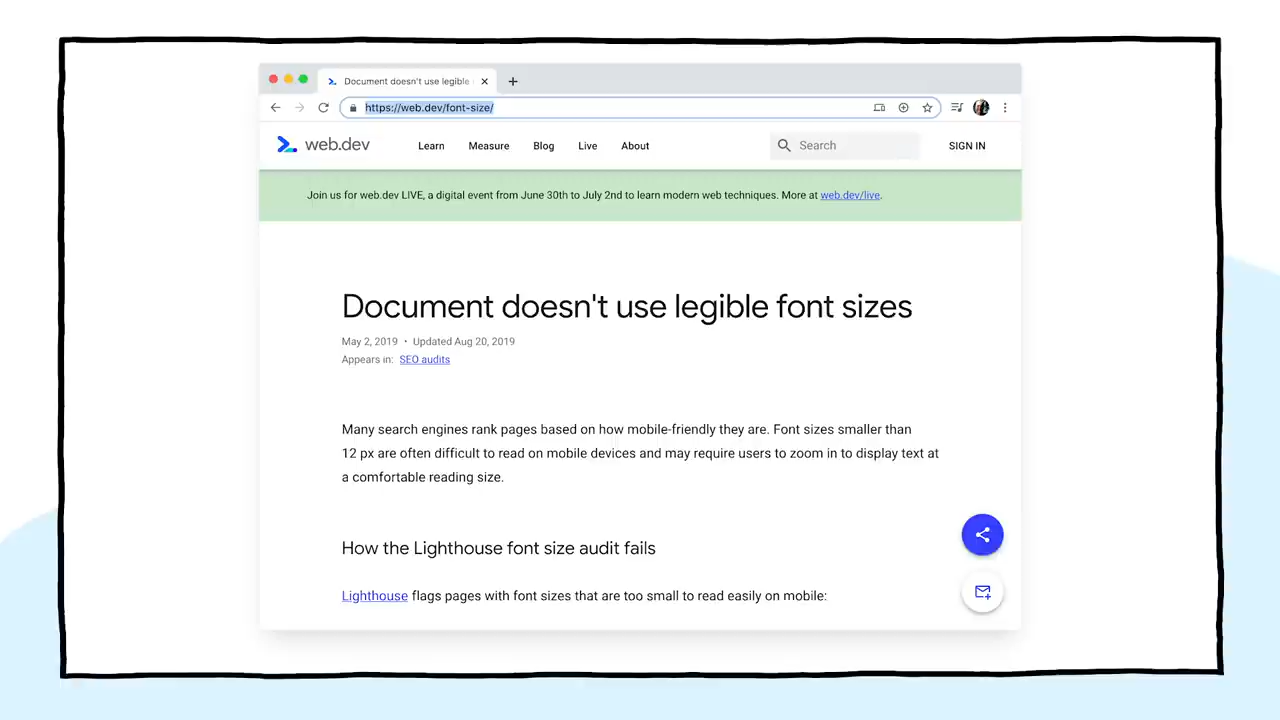 Document doesn't use legible
https://web.dev/font-size/
web.dev Learn Measure Blog Live About Search SIGN IN
Join us for web.dev LIVE, a digital event from June 30th to July 2nd to learn modern web techniques. More at web.dev/live.
Document doesn't use legible font sizes
May 2, 2019 • Updated Aug 20, 2019
Appears in: SEO audits
Many search engines rank pages based on how mobile-friendly they are. Font sizes smaller than
12 px are often difficult to read on mobile devices and may require users to zoom in to display text at
a comfortable reading size.
How the Lighthouse font size audit fails
Lighthouse flags pages with font sizes that are too small to read easily on mobile: